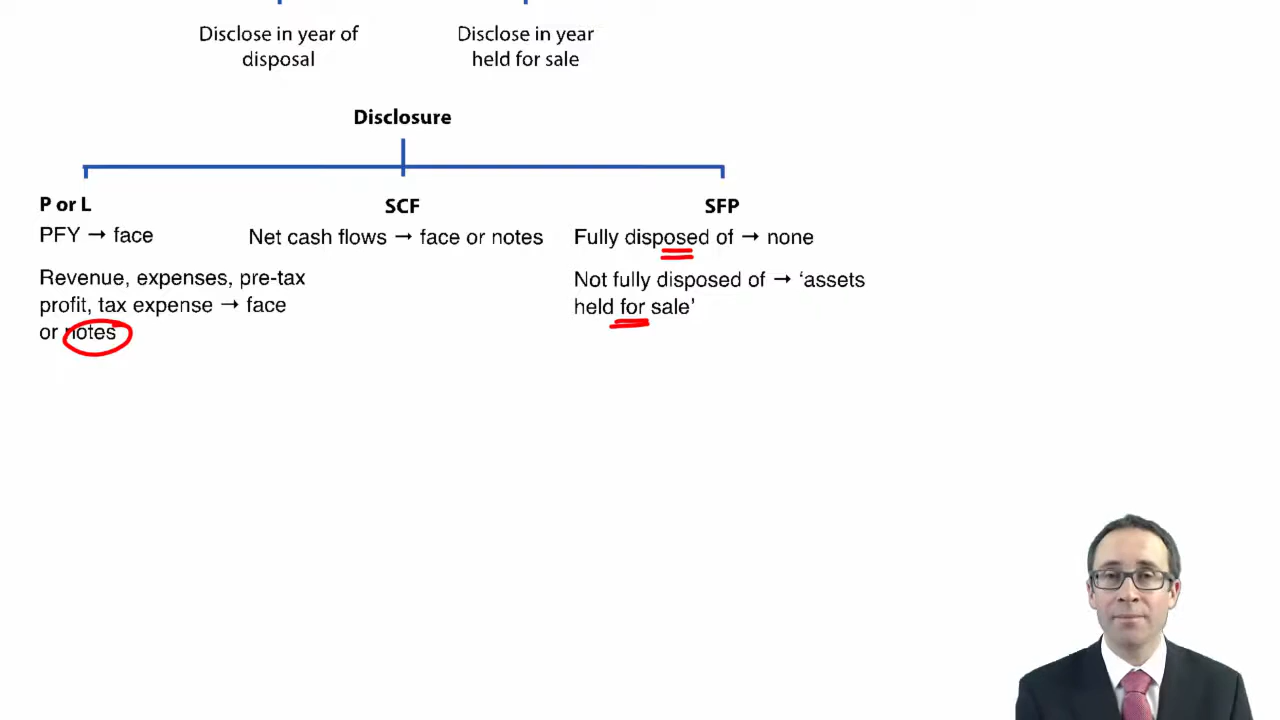 Disclose in year of
disposal
Disclose in year
held for sale
Disclosure
P or L
PFY → face
Revenue, expenses, pre-tax
profit, tax expense → face
or notes
SCF
Net cash flows → face or notes
SFP
Fully disposed of → none
Not fully disposed of → ‘assets
held for sale’